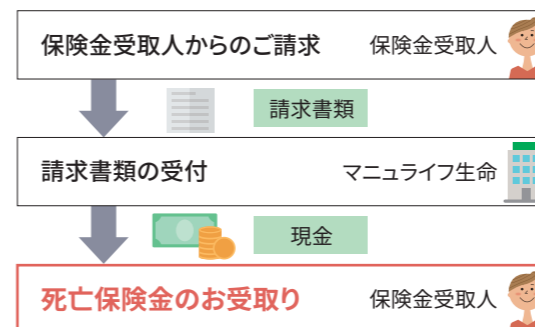 保険金受取人からのご請求 保険金受取人
請求書類
請求書類の受付 マニュライフ生命
現金
死亡保険金のお受取り 保険金受取人